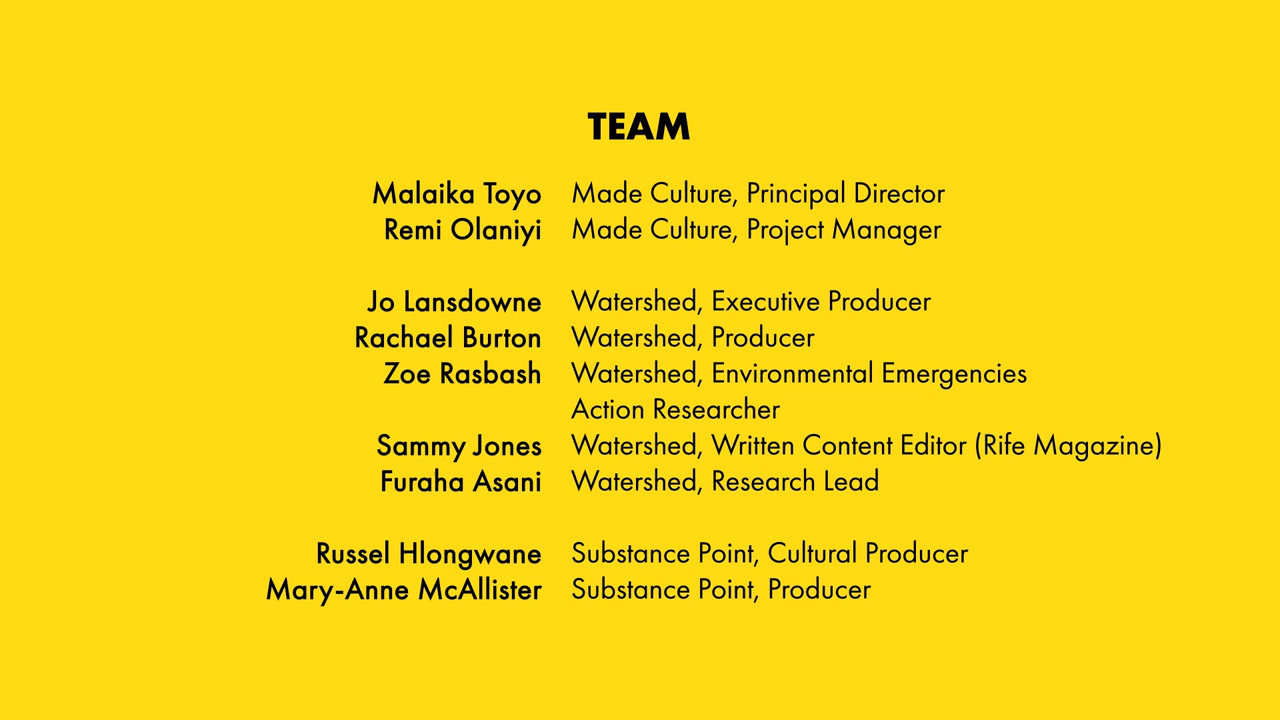 TEAM
Malaika Toyo Made Culture, Principal Director
Remi Olaniyi Made Culture, Project Manager
Jo Lansdowne Watershed, Executive Producer
Rachael Burton Watershed, Producer
Zoe Rasbash Watershed, Environmental Emergencies
Action Researcher
Sammy Jones Watershed, Written Content Editor (Rife Magazine)
Furaha Asani Watershed, Research Lead
Russel Hlongwane Substance Point, Cultural Producer
Mary-Anne McAllister Substance Point, Producer